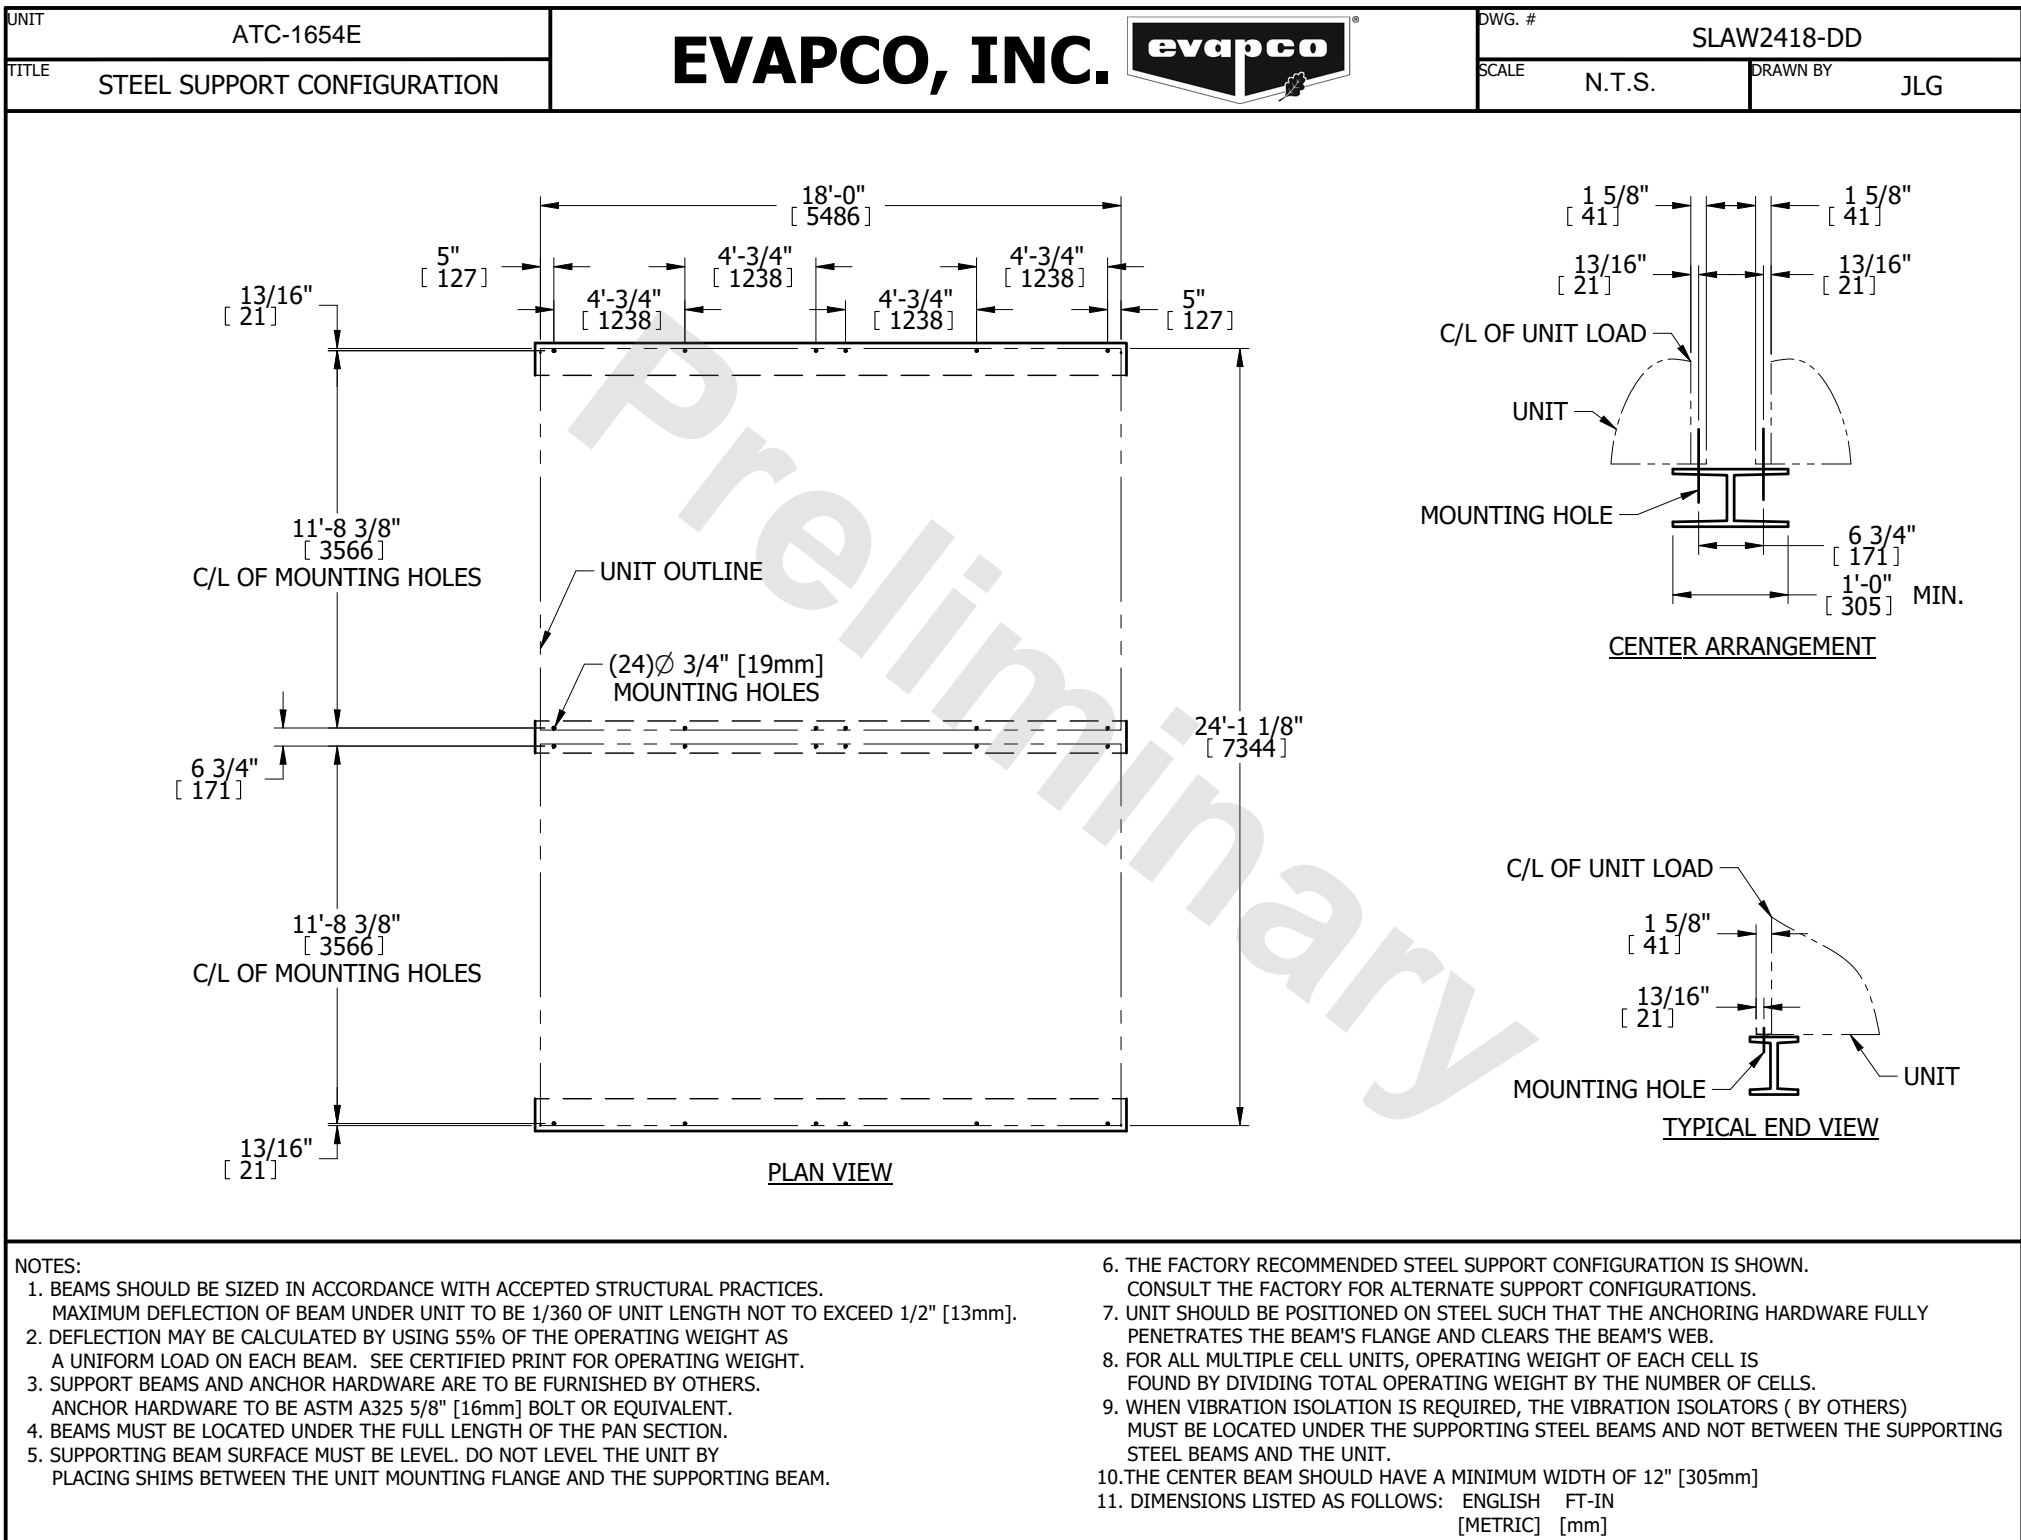 UNIT
ATC-1654E
TITLE
STEEL SUPPORT CONFIGURATION
EVAPCO, INC.
evapco
®
DWG. #
SLAW2418-DD
SCALE
N.T.S.
DRAWN BY
JLG
18'-0"
[ 5486 ]
5"
[ 127 ]
4'-3/4"
[ 1238 ]
4'-3/4"
[ 1238 ]
13/16"
[ 21 ]
4'-3/4"
[ 1238 ]
4'-3/4"
[ 1238 ]
5"
[ 127 ]
11'-8 3/8"
[ 3566 ]
C/L OF MOUNTING HOLES
UNIT OUTLINE
(24)Ø 3/4" [19mm]
MOUNTING HOLES
6 3/4"
[ 171 ]
24'-1 1/8"
[ 7344 ]
11'-8 3/8"
[ 3566 ]
C/L OF MOUNTING HOLES
13/16"
[ 21 ]
PLAN VIEW
Preliminary
1 5/8"
[ 41 ]
1 5/8"
[ 41 ]
13/16"
[ 21 ]
13/16"
[ 21 ]
C/L OF UNIT LOAD
UNIT
MOUNTING HOLE
6 3/4"
[ 171 ]
1'-0"
[ 305 ] MIN.
CENTER ARRANGEMENT
C/L OF UNIT LOAD
1 5/8"
[ 41 ]
13/16"
[ 21 ]
MOUNTING HOLE
UNIT
TYPICAL END VIEW
NOTES:
1. BEAMS SHOULD BE SIZED IN ACCORDANCE WITH ACCEPTED STRUCTURAL PRACTICES.
MAXIMUM DEFLECTION OF BEAM UNDER UNIT TO BE 1/360 OF UNIT LENGTH NOT TO EXCEED 1/2" [13mm].
2. DEFLECTION MAY BE CALCULATED BY USING 55% OF THE OPERATING WEIGHT AS
A UNIFORM LOAD ON EACH BEAM. SEE CERTIFIED PRINT FOR OPERATING WEIGHT.
3. SUPPORT BEAMS AND ANCHOR HARDWARE ARE TO BE FURNISHED BY OTHERS.
ANCHOR HARDWARE TO BE ASTM A325 5/8" [16mm] BOLT OR EQUIVALENT.
4. BEAMS MUST BE LOCATED UNDER THE FULL LENGTH OF THE PAN SECTION.
5. SUPPORTING BEAM SURFACE MUST BE LEVEL. DO NOT LEVEL THE UNIT BY
PLACING SHIMS BETWEEN THE UNIT MOUNTING FLANGE AND THE SUPPORTING BEAM.
6. THE FACTORY RECOMMENDED STEEL SUPPORT CONFIGURATION IS SHOWN.
CONSULT THE FACTORY FOR ALTERNATE SUPPORT CONFIGURATIONS.
7. UNIT SHOULD BE POSITIONED ON STEEL SUCH THAT THE ANCHORING HARDWARE FULLY
PENETRATES THE BEAM'S FLANGE AND CLEARS THE BEAM'S WEB.
8. FOR ALL MULTIPLE CELL UNITS, OPERATING WEIGHT OF EACH CELL IS
FOUND BY DIVIDING TOTAL OPERATING WEIGHT BY THE NUMBER OF CELLS.
9. WHEN VIBRATION ISOLATION IS REQUIRED, THE VIBRATION ISOLATORS ( BY OTHERS)
MUST BE LOCATED UNDER THE SUPPORTING STEEL BEAMS AND NOT BETWEEN THE SUPPORTING
STEEL BEAMS AND THE UNIT.
10.THE CENTER BEAM SHOULD HAVE A MINIMUM WIDTH OF 12" [305mm]
11. DIMENSIONS LISTED AS FOLLOWS: ENGLISH FT-IN
[METRIC] [mm]